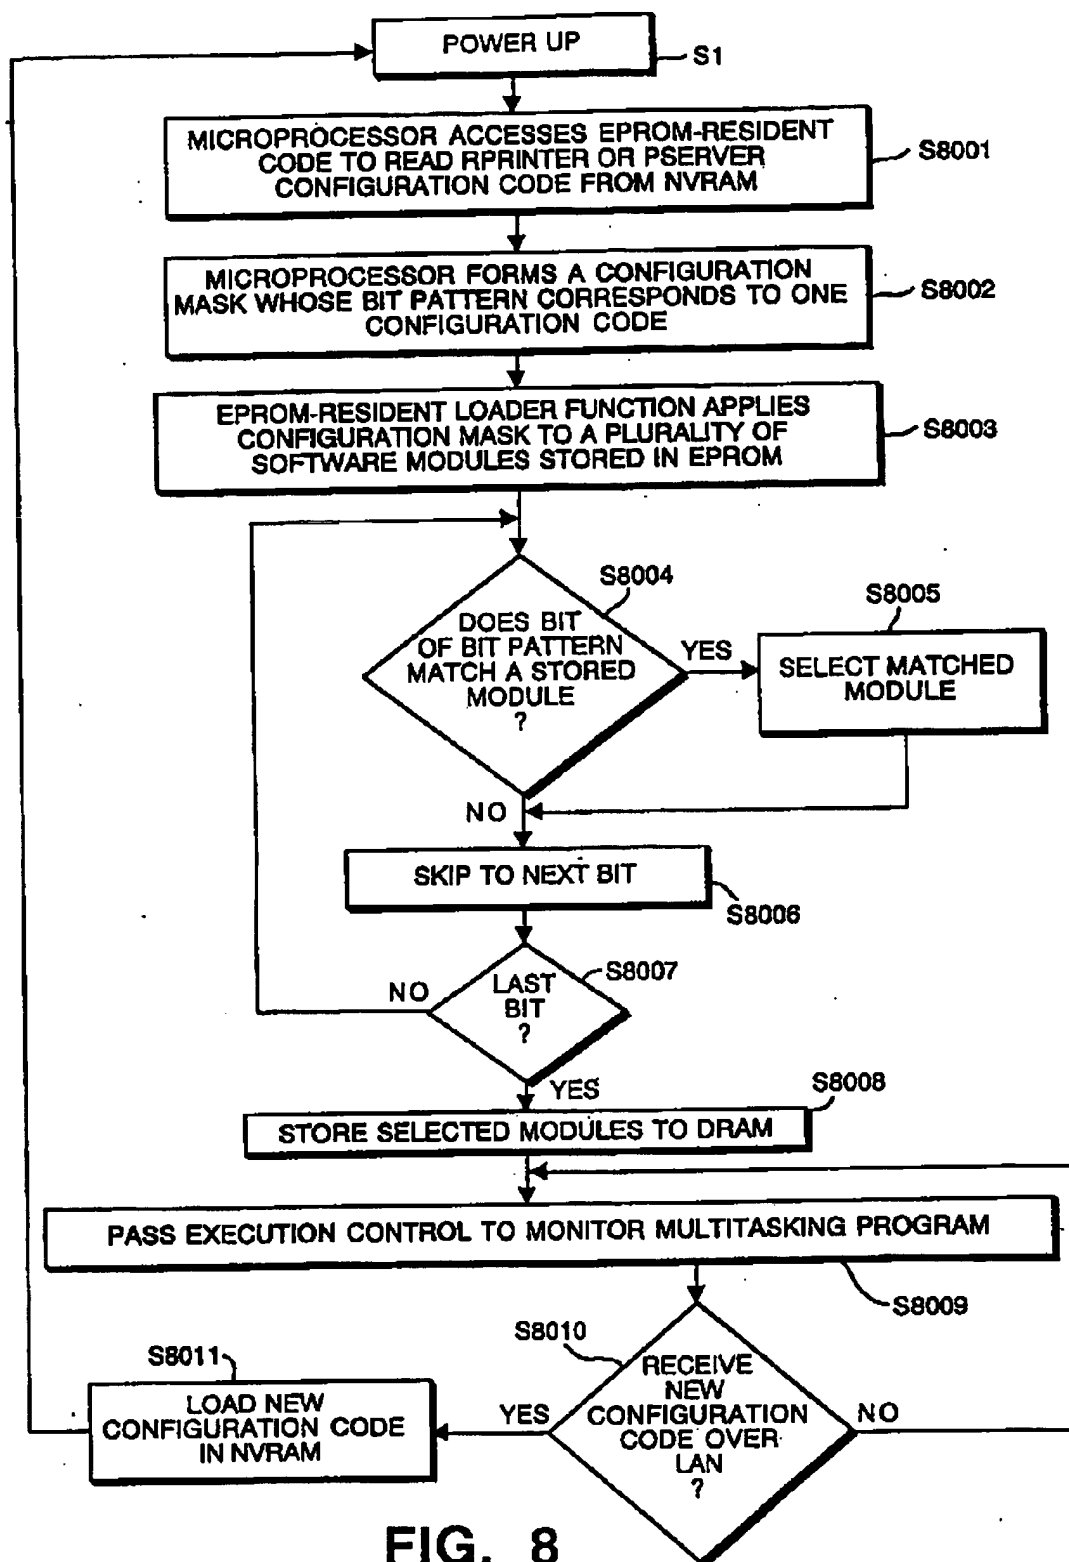 POWER UP
S1
MICROPROCESSOR ACCESSES EPROM-RESIDENT
CODE TO READ RPRINTER OR PSERVER
CONFIGURATION CODE FROM NVRAM
S8001
MICROPROCESSOR FORMS A CONFIGURATION
MASK WHOSE BIT PATTERN CORRESPONDS TO ONE
CONFIGURATION CODE
S8002
EPROM-RESIDENT LOADER FUNCTION APPLIES
CONFIGURATION MASK TO A PLURALITY OF
SOFTWARE MODULES STORED IN EPROM
S8003
S8004
DOES BIT
OF BIT PATTERN
MATCH A STORED
MODULE
?
YES
S8005
SELECT MATCHED
MODULE
NO
SKIP TO NEXT BIT
S8006
S8007
LAST
BIT
?
NO
YES
S8008
STORE SELECTED MODULES TO DRAM
PASS EXECUTION CONTROL TO MONITOR MULTITASKING PROGRAM
S8009
S8010
RECEIVE
NEW
CONFIGURATION
CODE OVER
LAN
?
NO
YES
S8011
LOAD NEW
CONFIGURATION CODE
IN NVRAM
FIG. 8